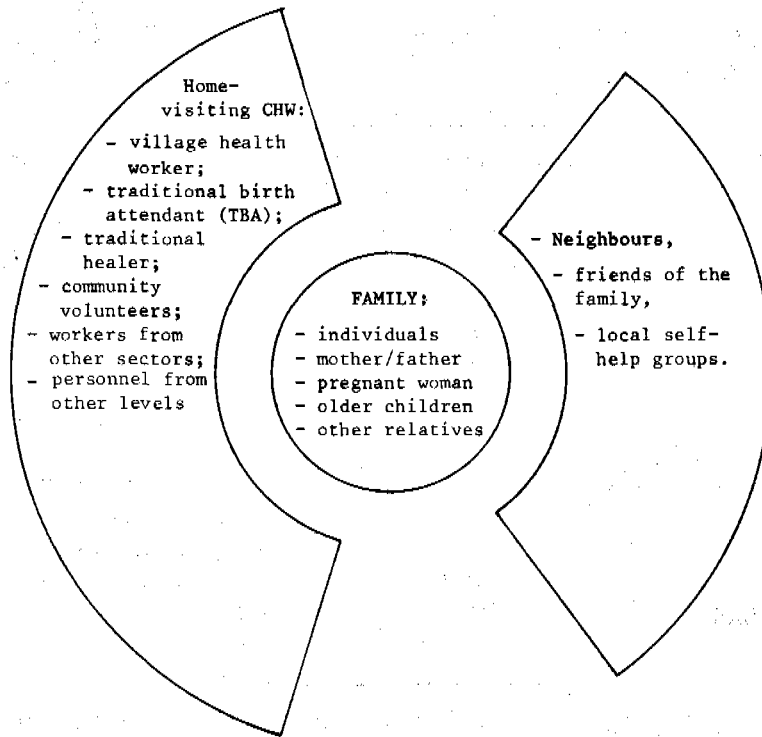 Home-
visiting CHW:
- village health
worker;
- traditional birth
attendant (TBA);
- traditional
healer;
- community
volunteers;
- workers from
other sectors;
- personnel from
other levels
FAMILY;
- individuals
- mother/father
- pregnant woman
- older children
- other relatives
- Neighbours,
- friends of the
family,
- local self-
help groups.